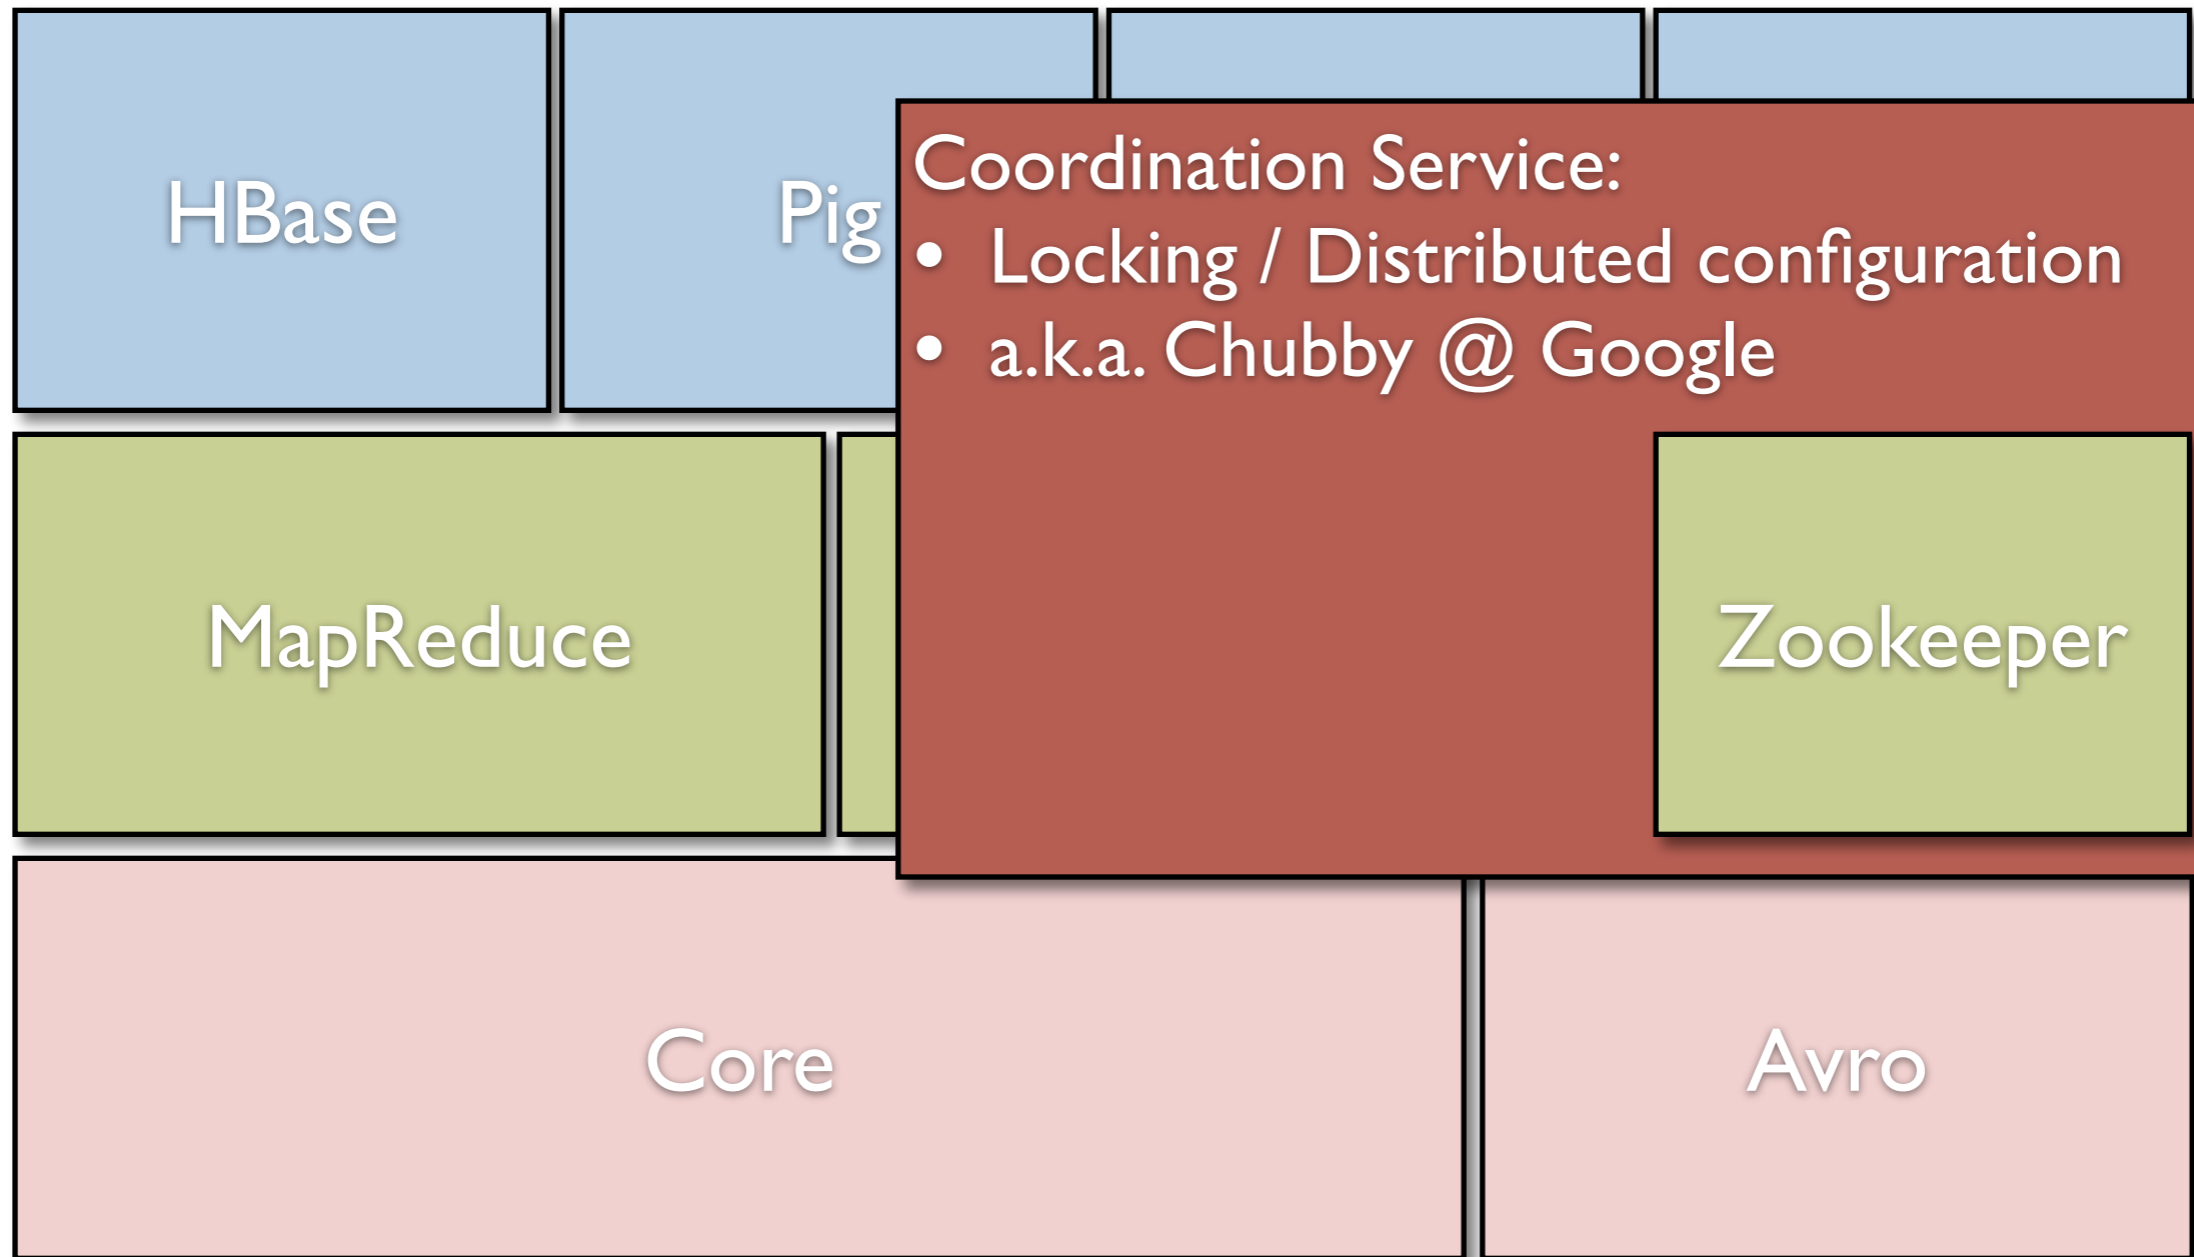 HBase
Pig
Coordination Service:
• Locking / Distributed configuration
• a.k.a. Chubby @ Google
MapReduce
Zookeeper
Core
Avro